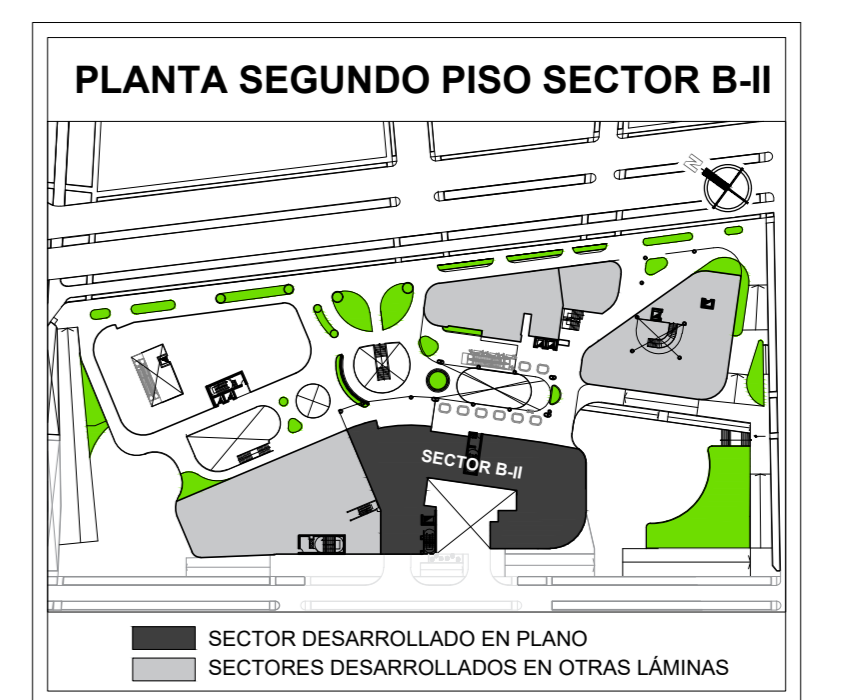 PLANTA SEGUNDO PISO SECTOR B-II
N
SECTOR B-II
SECTOR DESARROLLADO EN PLANO
SECTORES DESARROLLADOS EN OTRAS LÁMINAS